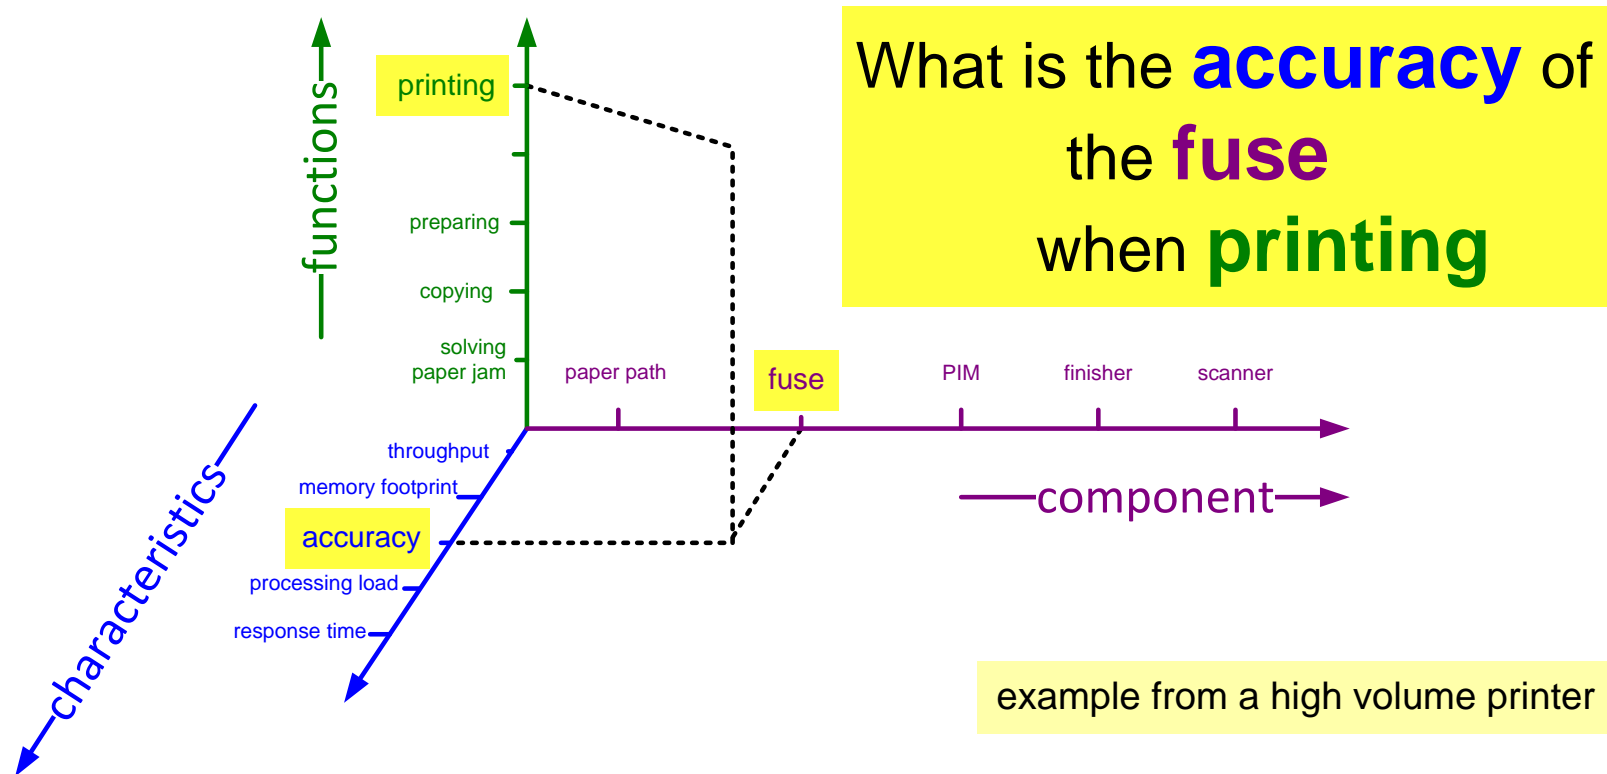 What is the accuracy of
the fuse
when printing
functions
printing
preparing
copying
solving
paper jam
paper path
fuse
PIM
finisher
scanner
component
throughput
memory footprint
accuracy
processing load
response time
characteristics
example from a high volume printer